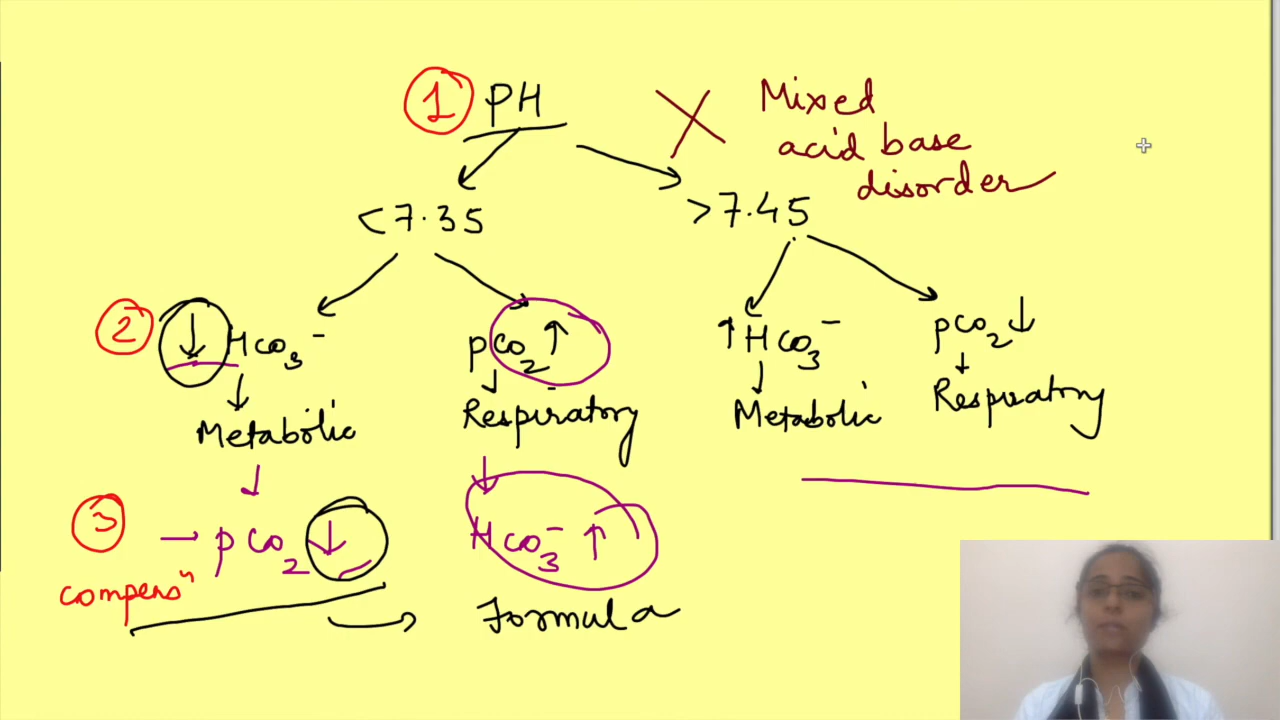 1 PH
Mixed
acid base
disorder
<7.35
>7.45
2 ↓ HCO3⁻
pCO2 ↑
↑ HCO3⁻
pCO2 ↓
Metabolic
Respiratory
Metabolic
Respiratory
3 → pCO2 ↓
HCO3⁻ ↑
compensⁿ
Formula